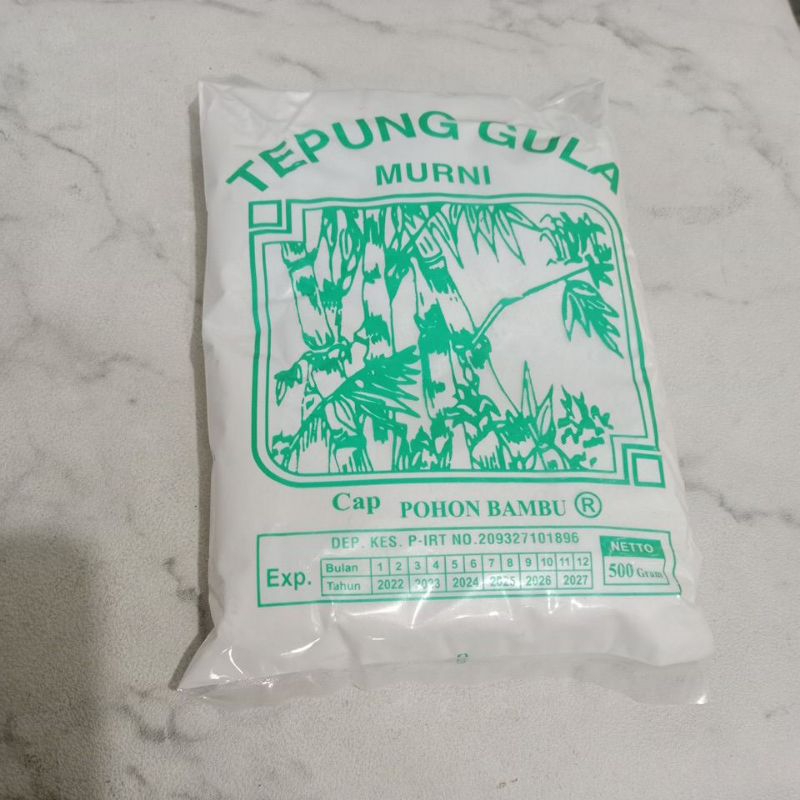 TEPUNG GULA
MURNI
Cap POHON BAMBU ®
DEP. KES. P-IRT NO.209327101896
Exp.
Bulan 1 2 3 4 5 6 7 8 9 10 11 12
Tahun 2022 2023 2024 2025 2026 2027
NETTO
500 Gram